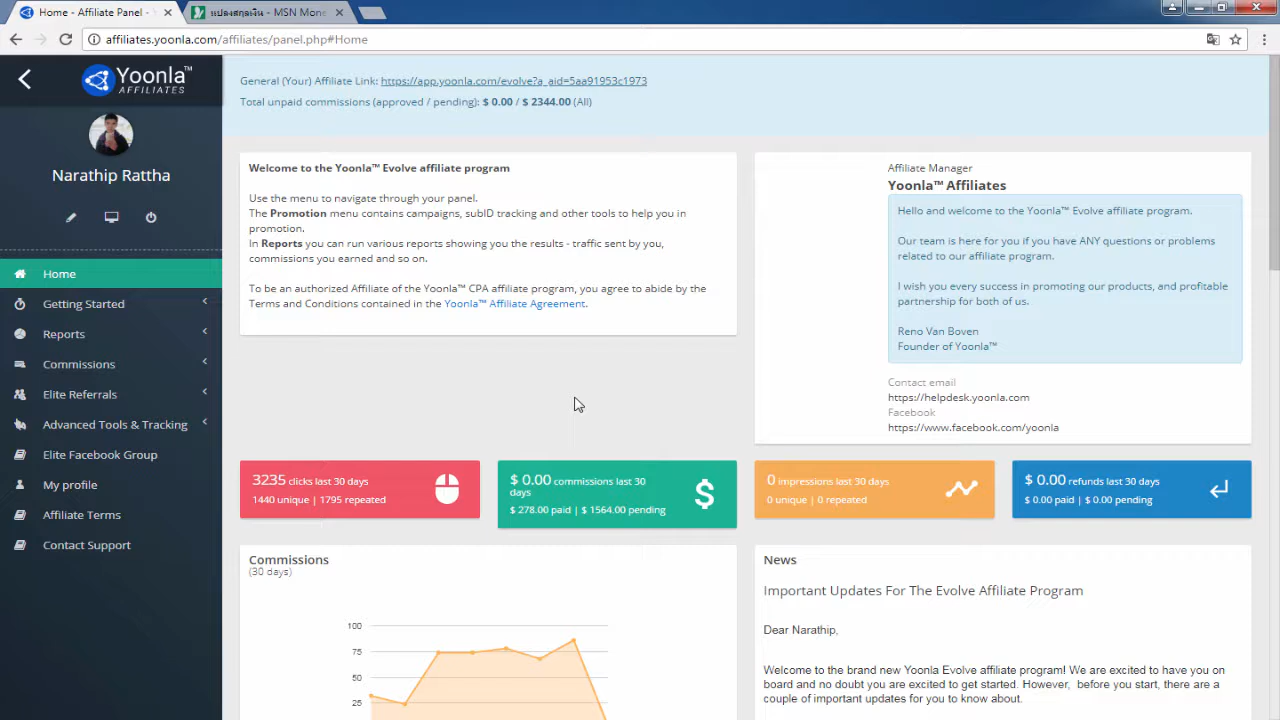 Home - Affiliate Panel -
แปลงสกุลเงิน - MSN Mon
affiliates.yoonla.com/affiliates/panel.php#Home
Yoonla™
AFFILIATES
Narathip Rattha
Home
Getting Started
Reports
Commissions
Elite Referrals
Advanced Tools & Tracking
Elite Facebook Group
My profile
Affiliate Terms
Contact Support
General (Your) Affiliate Link: https://app.yoonla.com/evolve?a_aid=5aa91953c1973
Total unpaid commissions (approved / pending): $ 0.00 / $ 2344.00 (All)
Welcome to the Yoonla™ Evolve affiliate program
Use the menu to navigate through your panel.
The Promotion menu contains campaigns, subID tracking and other tools to help you in
promotion.
In Reports you can run various reports showing you the results - traffic sent by you,
commissions you earned and so on.
To be an authorized Affiliate of the Yoonla™ CPA affiliate program, you agree to abide by the
Terms and Conditions contained in the Yoonla™ Affiliate Agreement.
Affiliate Manager
Yoonla™ Affiliates
Hello and welcome to the Yoonla™ Evolve affiliate program.
Our team is here for you if you have ANY questions or problems
related to our affiliate program.
I wish you every success in promoting our products, and profitable
partnership for both of us.
Reno Van Boven
Founder of Yoonla™
Contact email
https://helpdesk.yoonla.com
Facebook
https://www.facebook.com/yoonla
3235 clicks last 30 days
1440 unique | 1795 repeated
$ 0.00 commissions last 30
days
$ 278.00 paid | $ 1564.00 pending
0 impressions last 30 days
0 unique | 0 repeated
$ 0.00 refunds last 30 days
$ 0.00 paid | $ 0.00 pending
Commissions
(30 days)
100
75
50
25
News
Important Updates For The Evolve Affiliate Program
Dear Narathip,
Welcome to the brand new Yoonla Evolve affiliate program! We are excited to have you on
board and no doubt you are excited to get started. However, before you start, there are a
couple of important updates for you to know about.